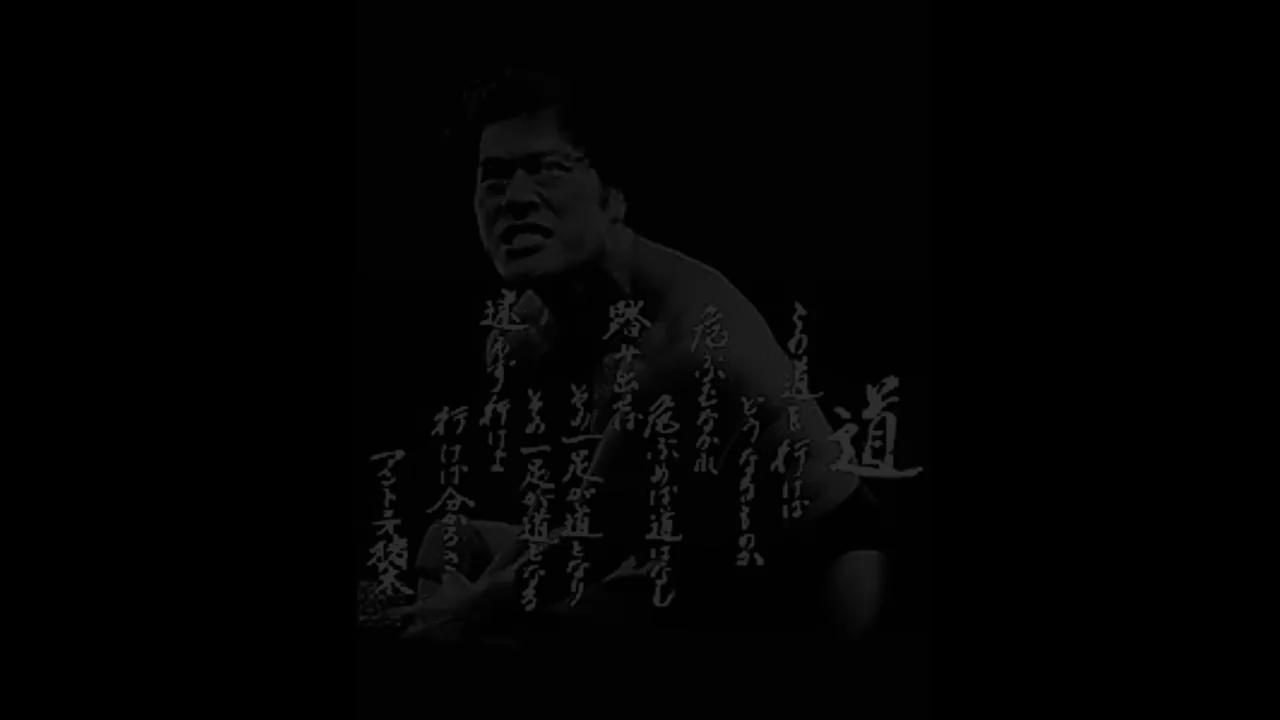 道
この道を行けば
どうなるものか
危ぶむなかれ
危ぶめば道はなし
踏み出せば
その一足が道となり
その一足が道となる
迷わず行けよ
行けば分かるさ
アントニオ猪木